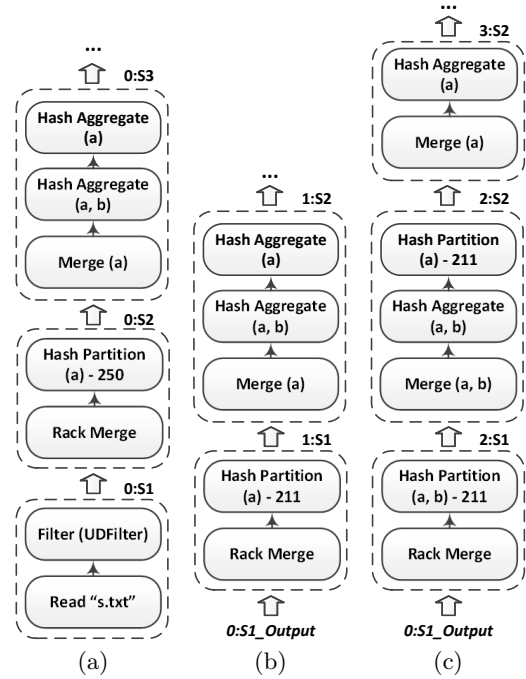 ...
0:S3
Hash Aggregate
(a)
Hash Aggregate
(a, b)
Merge (a)
0:S2
Hash Partition
(a) - 250
Rack Merge
0:S1
Filter (UDFilter)
Read “s.txt”
(a)
...
1:S2
Hash Aggregate
(a)
Hash Aggregate
(a, b)
Merge (a)
1:S1
Hash Partition
(a) - 211
Rack Merge
0:S1_Output
(b)
...
3:S2
Hash Aggregate
(a)
Merge (a)
2:S2
Hash Partition
(a) - 211
Hash Aggregate
(a, b)
Merge (a, b)
2:S1
Hash Partition
(a, b) - 211
Rack Merge
0:S1_Output
(c)